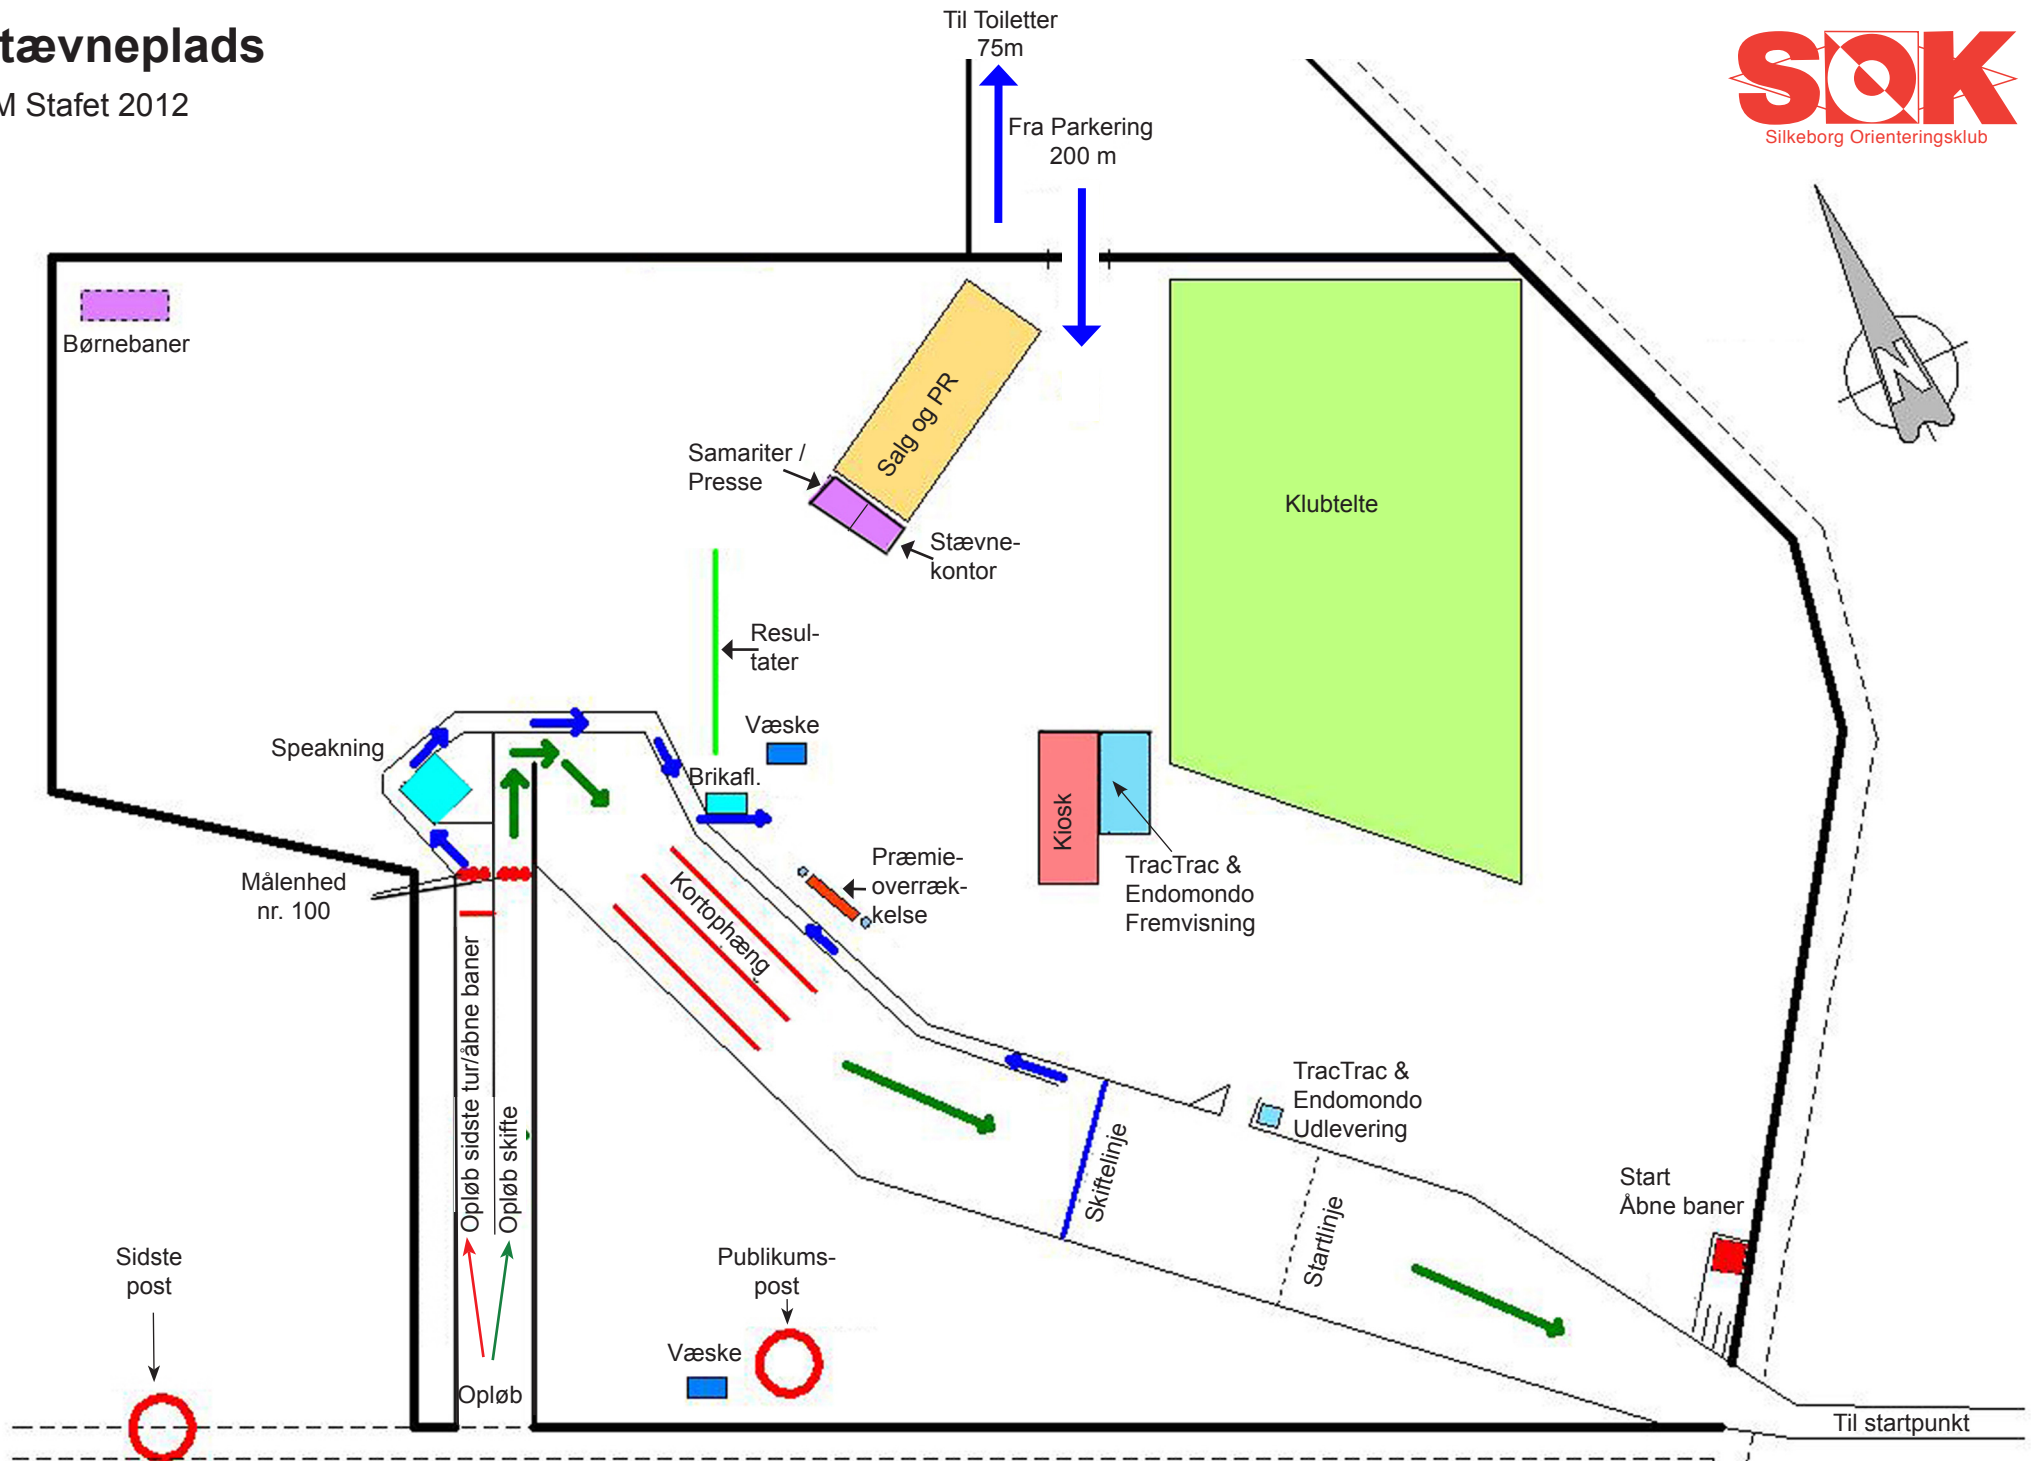 tævneplads
M Stafet 2012
Til Toiletter
75m
Fra Parkering
200 m
SOK
Silkeborg Orienteringsklub
N
Børnebaner
Salg og PR
Samariter /
Presse
Stævne-
kontor
Klubtelte
Resul-
tater
Væske
Speakning
Brikafl.
Kiosk
TracTrac &
Endomondo
Fremvisning
Præmie-
overræk-
kelse
Målenhed
nr. 100
Kortophæng
Opløb sidste tur/åbne baner
Opløb skifte
TracTrac &
Endomondo
Udlevering
Skiftelinje
Startlinje
Start
Åbne baner
Sidste
post
Publikums-
post
Væske
Opløb
Til startpunkt